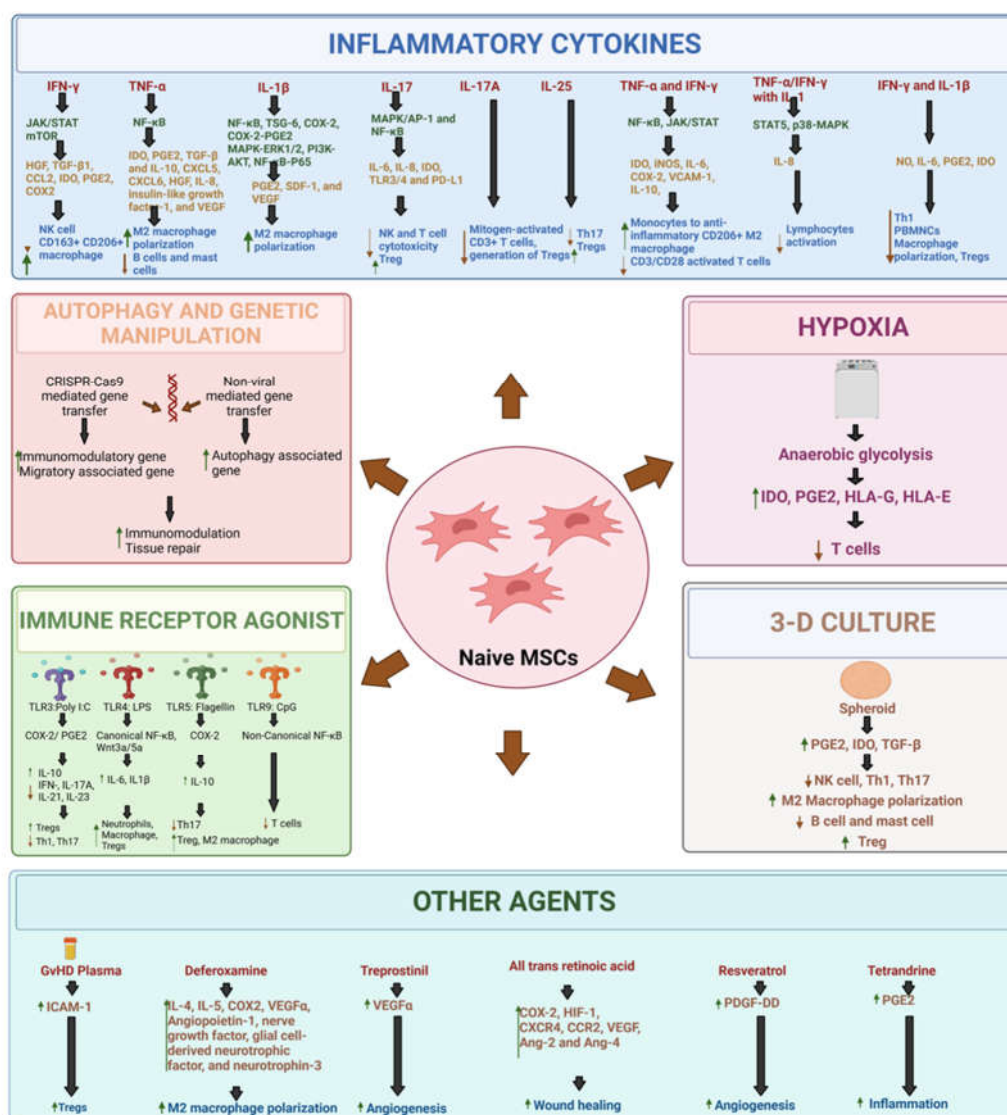 INFLAMMATORY CYTOKINES
IFN-γ
JAK/STAT
mTOR
HGF, TGF-β1,
CCL2, IDO, PGE2,
COX2
NK cell
CD163+ CD206+
macrophage
TNF-α
NF-κB
IDO, PGE2, TGF-β
and IL-10, CXCL5,
CXCL6, HGF, IL-8,
insulin-like growth
factor-1, and VEGF
M2 macrophage
polarization
B cells and mast
cells
IL-1β
NF-κB, TSG-6, COX-2,
COX-2-PGE2
MAPK-ERK1/2, PI3K-
AKT, NF-κB-P65
PGE2, SDF-1, and
VEGF
M2 macrophage
polarization
IL-17
MAPK/AP-1 and
NF-κB
IL-6, IL-8, IDO,
TLR3/4 and PD-L1
NK and T cell
cytotoxicity
Treg
IL-17A
Mitogen-activated
CD3+ T cells,
generation of Tregs
IL-25
Th17
Tregs
TNF-α and IFN-γ
NF-κB, JAK/STAT
IDO, iNOS, IL-6,
COX-2, VCAM-1,
IL-10,
Monocytes to anti-
inflammatory CD206+ M2
macrophage
CD3/CD28 activated T cells
TNF-α/IFN-γ
with IL-1
STAT5, p38-MAPK
IL-8
Lymphocytes
activation
IFN-γ and IL-1β
NO, IL-6, PGE2, IDO
Th1
PBMNCs
Macrophage
polarization, Tregs
AUTOPHAGY AND GENETIC
MANIPULATION
CRISPR-Cas9
mediated gene
transfer
Non-viral
mediated gene
transfer
Immunomodulatory gene
Migratory associated gene
Autophagy associated
gene
Immunomodulation
Tissue repair
HYPOXIA
Anaerobic glycolysis
IDO, PGE2, HLA-G, HLA-E
T cells
Naive MSCs
IMMUNE RECEPTOR AGONIST
TLR3:Poly I:C
COX-2/ PGE2
IL-10
IFN-, IL-17A,
IL-21, IL-23
Tregs
Th1, Th17
TLR4: LPS
Canonical NF-κB,
Wnt3a/5a
IL-6, IL1β
Neutrophils,
Macrophage,
Tregs
TLR5: Flagellin
COX-2
IL-10
Th17
Treg, M2 macrophage
TLR9: CpG
Non-Canonical NF-κB
T cells
3-D CULTURE
Spheroid
PGE2, IDO, TGF-β
NK cell, Th1, Th17
M2 Macrophage polarization
B cell and mast cell
Treg
OTHER AGENTS
GvHD Plasma
ICAM-1
Tregs
Deferoxamine
IL-4, IL-5, COX2, VEGFα,
Angiopoietin-1, nerve
growth factor, glial cell-
derived neurotrophic
factor, and neurotrophin-3
M2 macrophage polarization
Treprostinil
VEGFα
Angiogenesis
All trans retinoic acid
COX-2, HIF-1,
CXCR4, CCR2, VEGF,
Ang-2 and Ang-4
Wound healing
Resveratrol
PDGF-DD
Angiogenesis
Tetrandrine
PGE2
Inflammation